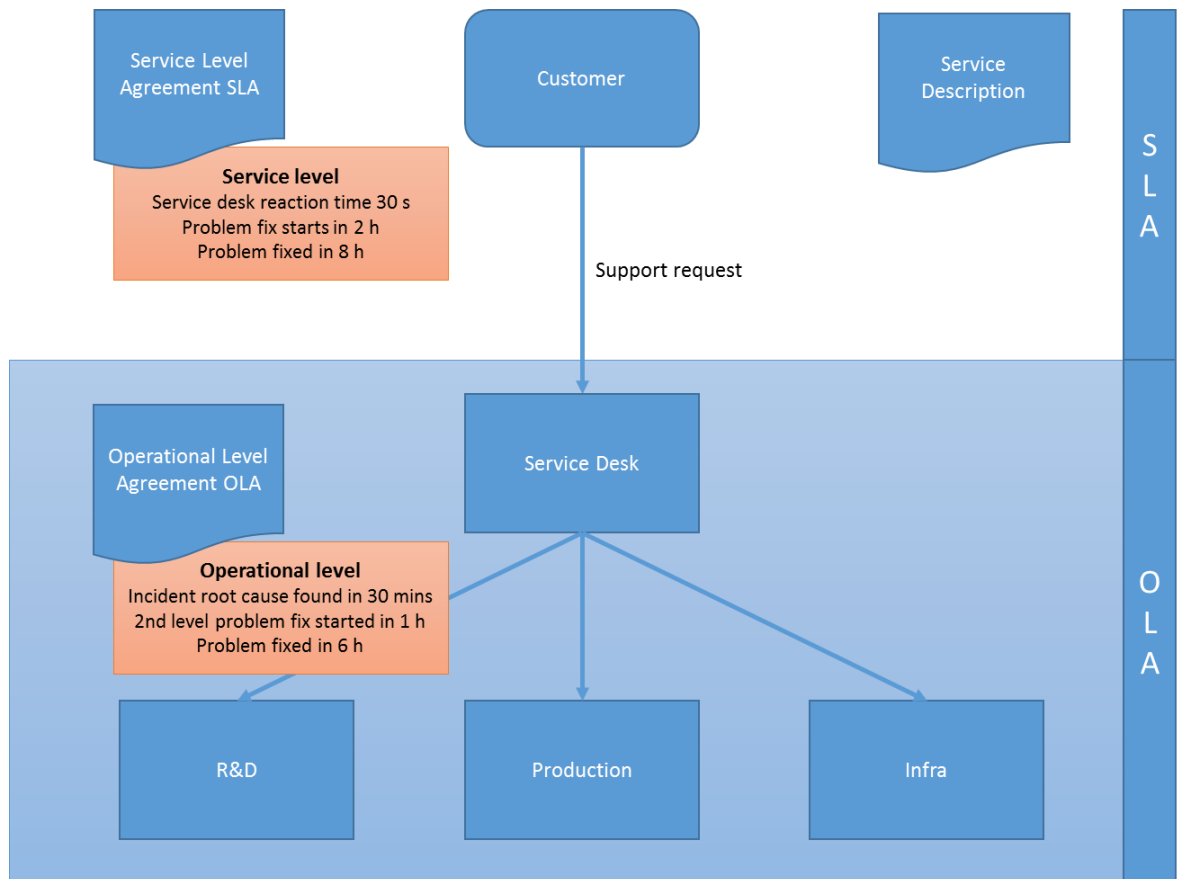 Service Level
Agreement SLA
Customer
Service
Description
S
L
A
Service level
Service desk reaction time 30 s
Problem fix starts in 2 h
Problem fixed in 8 h
Support request
Operational Level
Agreement OLA
Service Desk
Operational level
Incident root cause found in 30 mins
2nd level problem fix started in 1 h
Problem fixed in 6 h
O
L
A
R&D
Production
Infra